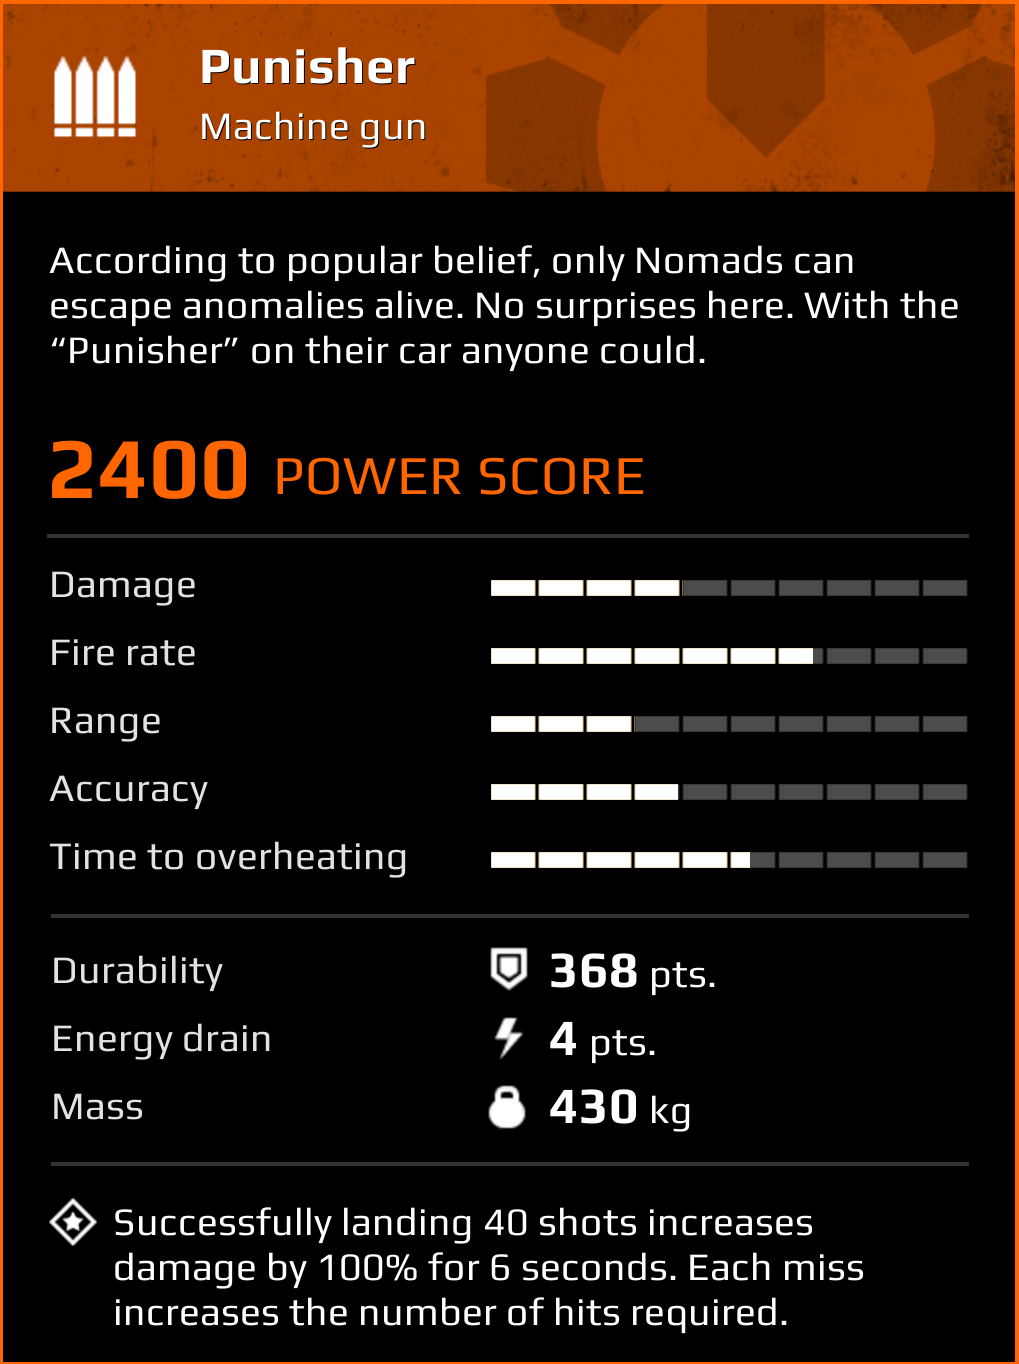 Punisher
Machine gun
According to popular belief, only Nomads can
escape anomalies alive. No surprises here. With the
“Punisher” on their car anyone could.
2400 POWER SCORE
Damage
Fire rate
Range
Accuracy
Time to overheating
Durability 368 pts.
Energy drain 4 pts.
Mass 430 kg
Successfully landing 40 shots increases
damage by 100% for 6 seconds. Each miss
increases the number of hits required.